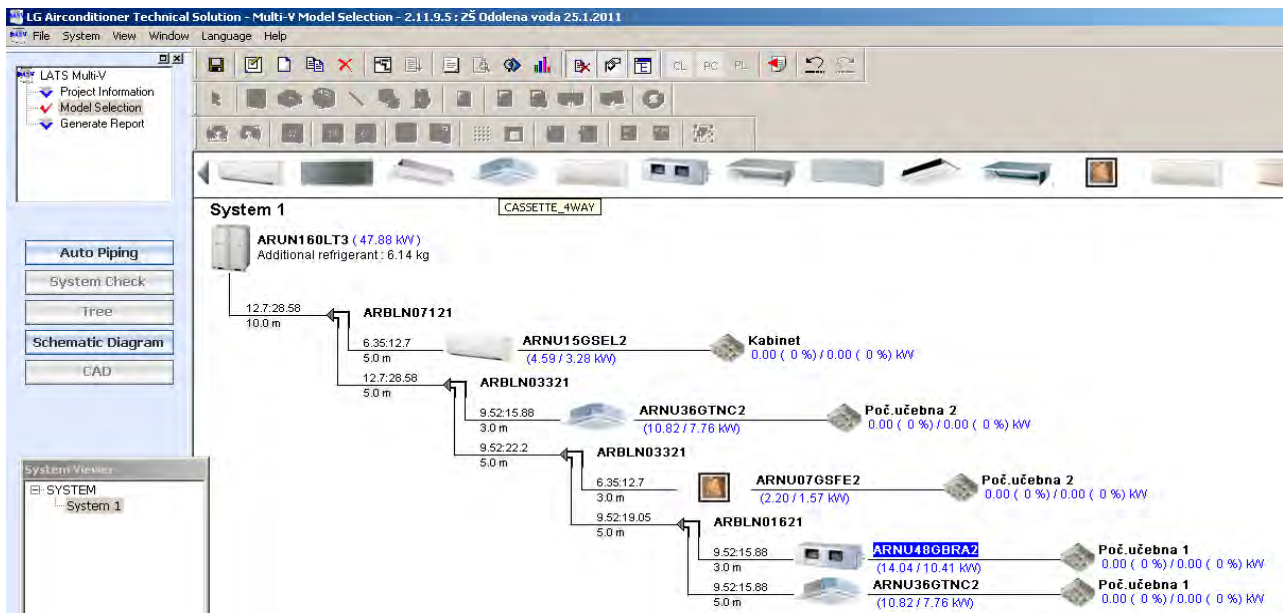 LG Airconditioner Technical Solution - Multi-V Model Selection - 2.11.9.5 : ZŠ Odolena voda 25.1.2011
File System View Window Language Help
LATS Multi-V
Project Information
Model Selection
Generate Report
CL PC PL
CASSETTE_4WAY
System 1
ARUN160LT3 ( 47.88 kW )
Additional refrigerant : 6.14 kg
Auto Piping
System Check
Tree
Schematic Diagram
CAD
12.7:28.58
10.0 m
ARBLN07121
6.35:12.7
5.0 m
ARNU15GSEL2
(4.59 / 3.28 kW)
Kabinet
0.00 ( 0 %) / 0.00 ( 0 %) kW
12.7:28.58
5.0 m
ARBLN03321
9.52:15.88
3.0 m
ARNU36GTNC2
(10.82 / 7.76 kW)
Poč.učebna 2
0.00 ( 0 %) / 0.00 ( 0 %) kW
9.52:22.2
5.0 m
ARBLN03321
6.35:12.7
3.0 m
ARNU07GSFE2
(2.20 / 1.57 kW)
Poč.učebna 2
0.00 ( 0 %) / 0.00 ( 0 %) kW
9.52:19.05
5.0 m
ARBLN01621
9.52:15.88
3.0 m
ARNU48GBRA2
(14.04 / 10.41 kW)
Poč.učebna 1
0.00 ( 0 %) / 0.00 ( 0 %) kW
9.52:15.88
5.0 m
ARNU36GTNC2
(10.82 / 7.76 kW)
Poč.učebna 1
0.00 ( 0 %) / 0.00 ( 0 %) kW
System Viewer
SYSTEM
System 1